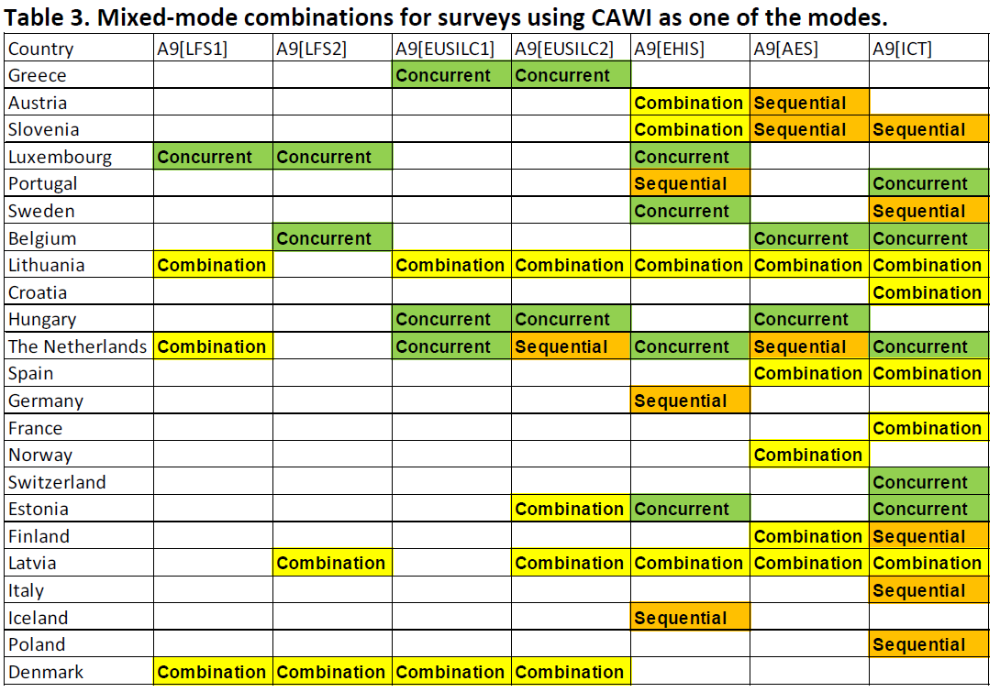 Table 3. Mixed-mode combinations for surveys using CAWI as one of the modes.
Country A9[LFS1] A9[LFS2] A9[EUSILC1] A9[EUSILC2] A9[EHIS] A9[AES] A9[ICT]
Greece Concurrent Concurrent
Austria Combination Sequential
Slovenia Combination Sequential Sequential
Luxembourg Concurrent Concurrent Concurrent
Portugal Sequential Concurrent
Sweden Concurrent Sequential
Belgium Concurrent Concurrent Concurrent
Lithuania Combination Combination Combination Combination Combination Combination
Croatia Combination
Hungary Concurrent Concurrent Concurrent
The Netherlands Combination Concurrent Sequential Concurrent Sequential Concurrent
Spain Combination Combination
Germany Sequential
France Combination
Norway Combination
Switzerland Concurrent
Estonia Combination Concurrent Concurrent
Finland Combination Sequential
Latvia Combination Combination Combination Combination Combination
Italy Sequential
Iceland Sequential
Poland Sequential
Denmark Combination Combination Combination Combination